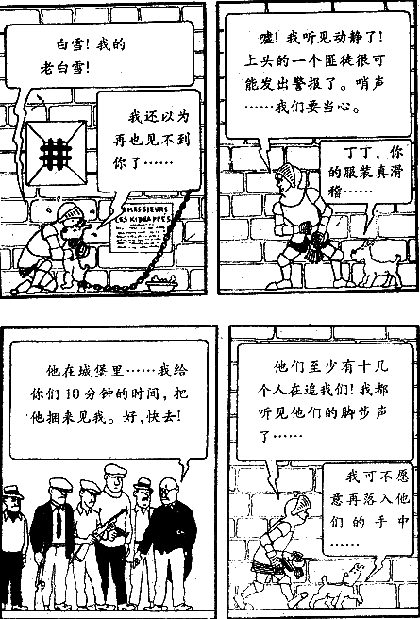 白雪！我的
老白雪！
我还以为
再也见不到
你了……
MESSIEURS
LES KIDNAPPÉS
嘘！我听见动静了！
上头的一个匪徒很可
能发出警报了。哨声
……我们要当心。
丁丁，你
的服装真滑
稽……
他在城堡里……我给
你们10分钟的时间，把
他捆来见我。好，快去！
他们至少有十几
个人在追我们！我都
听见他们的脚步声
了……
我可不愿
意再落入他
们的手中
……